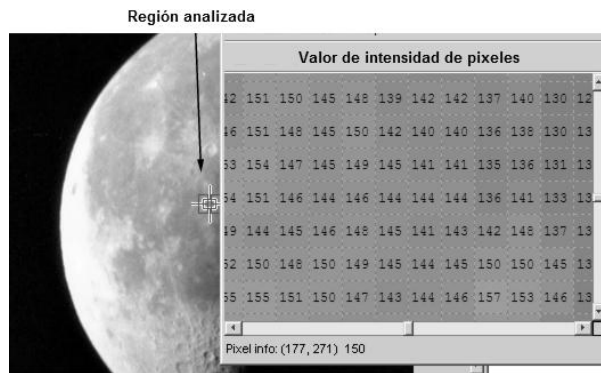 Región analizada
Valor de intensidad de pixeles
42 151 150 145 148 139 142 142 137 140 130 12
46 151 148 145 150 142 140 140 136 138 130 13
53 154 147 145 149 145 141 141 135 136 131 13
54 151 146 144 146 144 144 144 136 141 133 13
49 144 145 146 148 145 141 143 142 148 137 13
52 150 148 150 149 145 144 145 150 150 145 13
55 155 151 150 147 143 144 146 157 153 146 13
Pixel info: (177, 271) 150